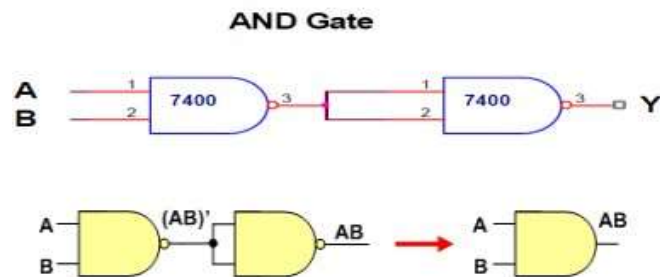 AND Gate
A 1 7400 3 1 7400 3 Y
B 2 2
A (AB)' AB A AB
B B